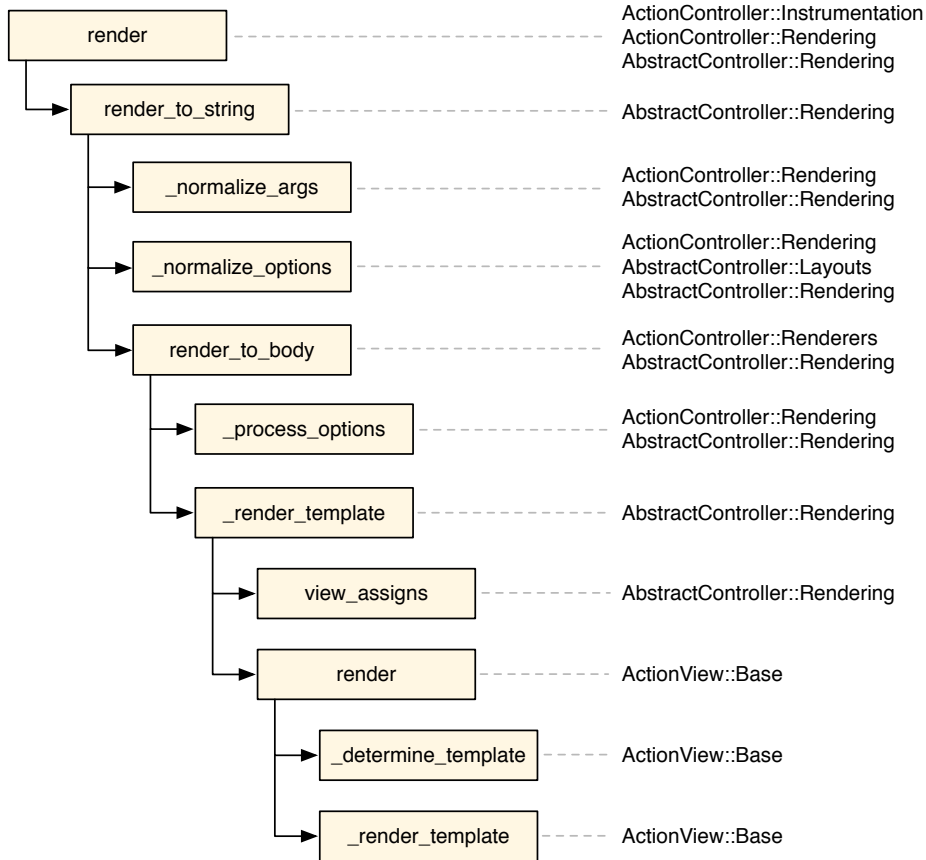 render
ActionController::Instrumentation
ActionController::Rendering
AbstractController::Rendering
render_to_string
AbstractController::Rendering
_normalize_args
ActionController::Rendering
AbstractController::Rendering
_normalize_options
ActionController::Rendering
AbstractController::Layouts
AbstractController::Rendering
render_to_body
ActionController::Renderers
AbstractController::Rendering
_process_options
ActionController::Rendering
AbstractController::Rendering
_render_template
AbstractController::Rendering
view_assigns
AbstractController::Rendering
render
ActionView::Base
_determine_template
ActionView::Base
_render_template
ActionView::Base